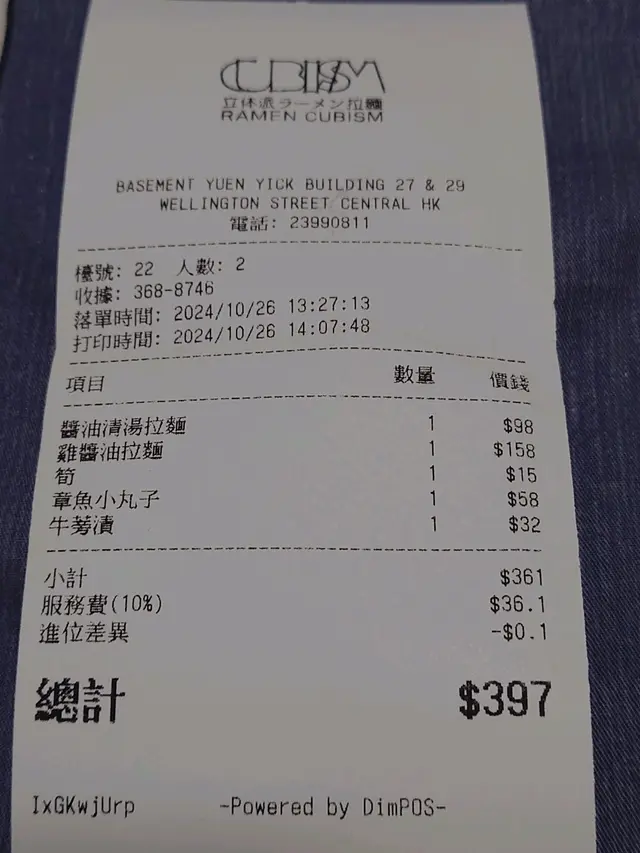 CUBISM
立体派ラーメン拉麵
RAMEN CUBISM
BASEMENT YUEN YICK BUILDING 27 & 29
WELLINGTON STREET CENTRAL HK
電話: 23990811
檯號: 22 人數: 2
收據: 368-8746
落單時間: 2024/10/26 13:27:13
打印時間: 2024/10/26 14:07:48
項目 數量 價錢
醬油清湯拉麵 1 $98
雞醬油拉麵 1 $158
筍 1 $15
章魚小丸子 1 $58
牛蒡漬 1 $32
小計 $361
服務費(10%) $36.1
進位差異 -$0.1
總計 $397
IxGKwjUrp -Powered by DimPOS-